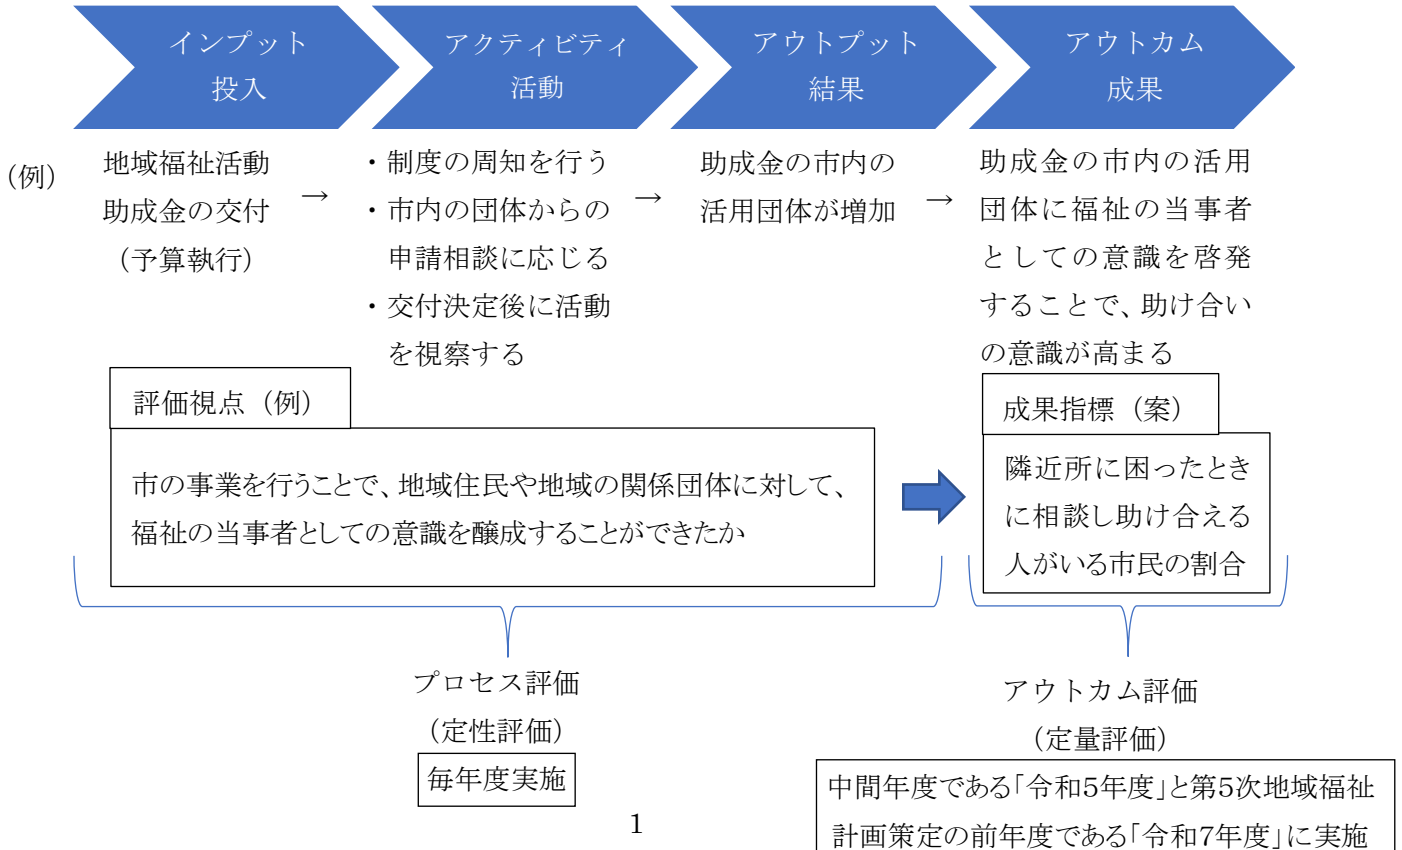 インプット
投入
アクティビティ
活動
アウトプット
結果
アウトカム
成果
（例）
地域福祉活動
助成金の交付
（予算執行）
→
・制度の周知を行う
・市内の団体からの
申請相談に応じる
・交付決定後に活動
を視察する
→
助成金の市内の
活用団体が増加
→
助成金の市内の活用
団体に福祉の当事者
としての意識を啓発
することで、助け合い
の意識が高まる
評価視点（例）
市の事業を行うことで、地域住民や地域の関係団体に対して、
福祉の当事者としての意識を醸成することができたか
成果指標（案）
隣近所に困ったとき
に相談し助け合える
人がいる市民の割合
プロセス評価
（定性評価）
毎年度実施
アウトカム評価
（定量評価）
中間年度である「令和5年度」と第5次地域福祉
計画策定の前年度である「令和7年度」に実施
1